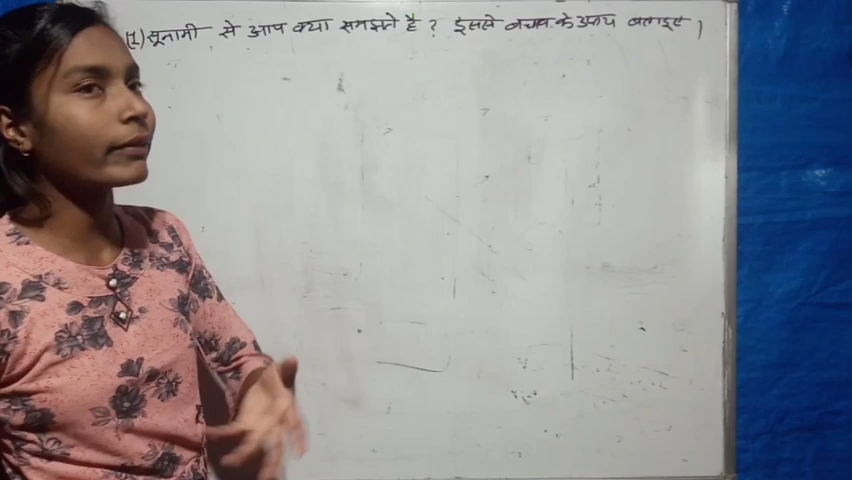 (1) सूनामी से आप क्या समझते है ? इससे बचाव के उपाय बताइए ।